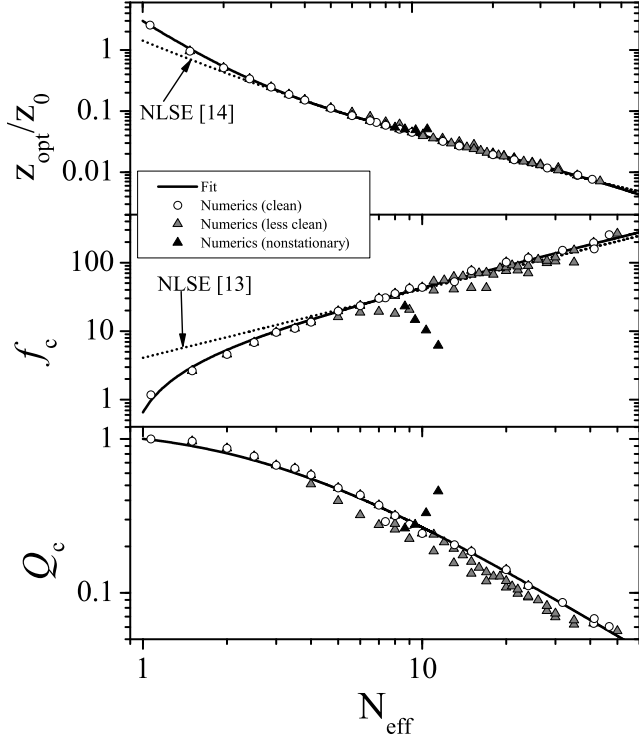 1
0.1
0.01
z_opt/z_0
NLSE [14]
Fit
Numerics (clean)
Numerics (less clean)
Numerics (nonstationary)
100
10
1
f_c
NLSE [13]
1
0.1
Q_c
1
10
N_eff